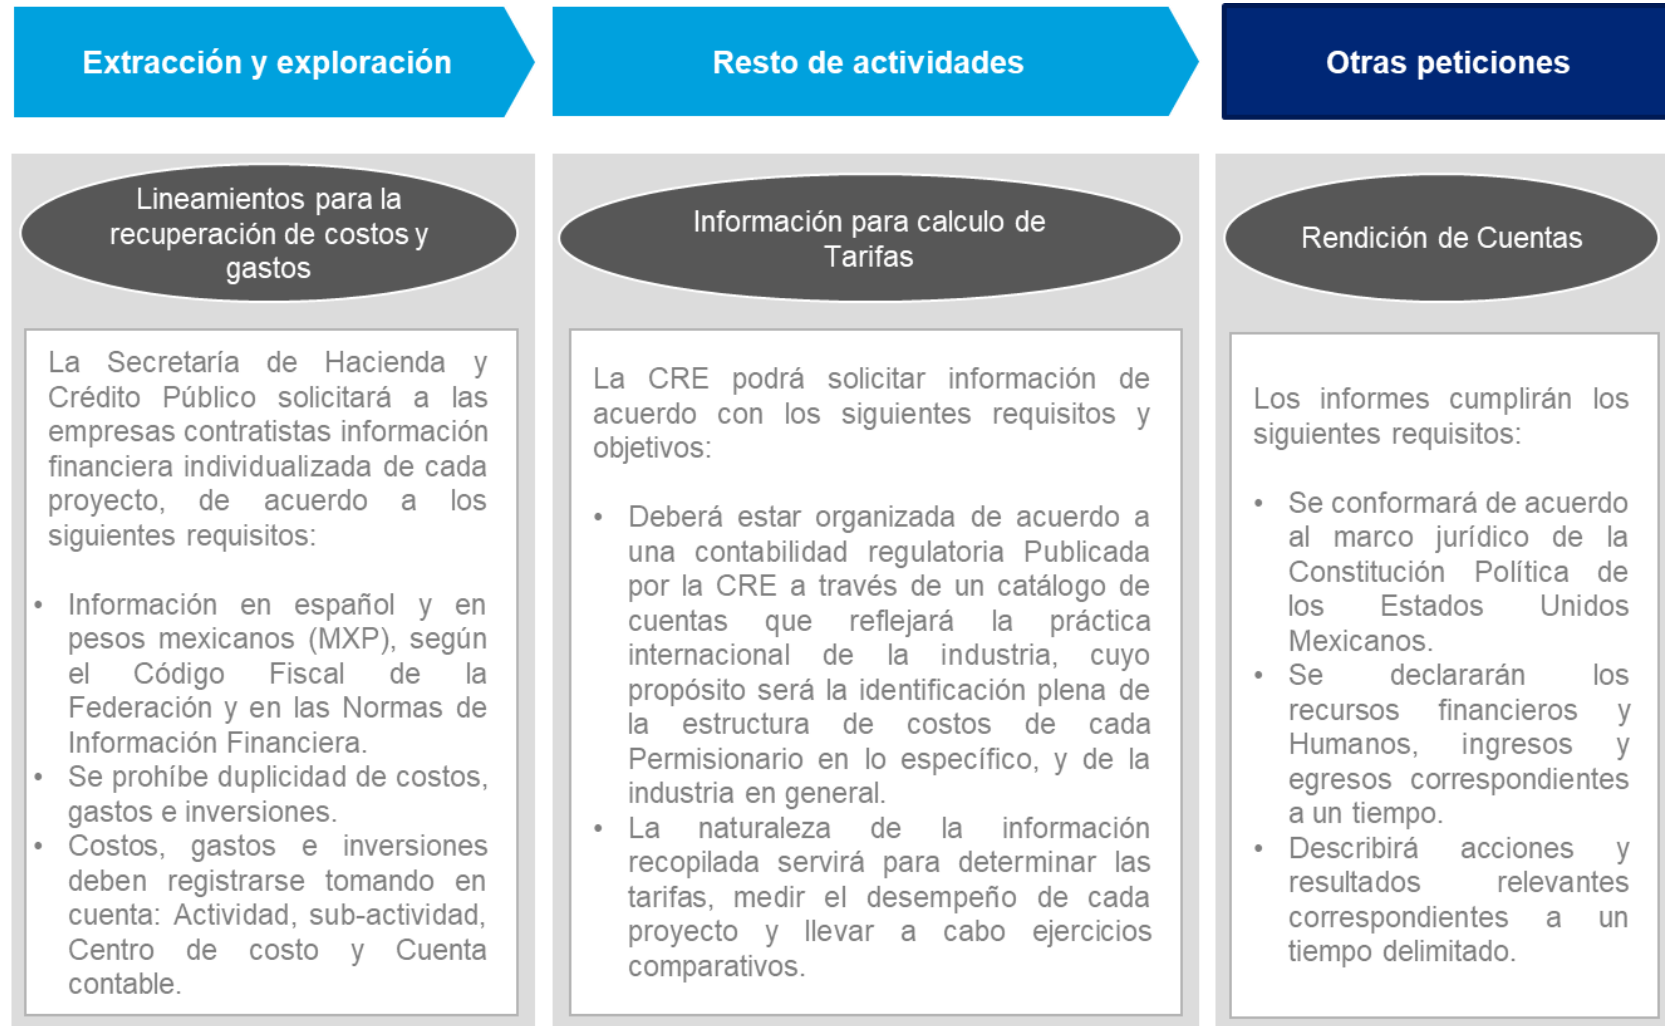 Extracción y exploración
Resto de actividades
Otras peticiones
Lineamientos para la
recuperación de costos y
gastos
La Secretaría de Hacienda y
Crédito Público solicitará a las
empresas contratistas información
financiera individualizada de cada
proyecto, de acuerdo a los
siguientes requisitos:
• Información en español y en
pesos mexicanos (MXP), según
el Código Fiscal de la
Federación y en las Normas de
Información Financiera.
• Se prohíbe duplicidad de costos,
gastos e inversiones.
• Costos, gastos e inversiones
deben registrarse tomando en
cuenta: Actividad, sub-actividad,
Centro de costo y Cuenta
contable.
Información para calculo de
Tarifas
La CRE podrá solicitar información de
acuerdo con los siguientes requisitos y
objetivos:
• Deberá estar organizada de acuerdo a
una contabilidad regulatoria Publicada
por la CRE a través de un catálogo de
cuentas que reflejará la práctica
internacional de la industria, cuyo
propósito será la identificación plena de
la estructura de costos de cada
Permisionario en lo específico, y de la
industria en general.
• La naturaleza de la información
recopilada servirá para determinar las
tarifas, medir el desempeño de cada
proyecto y llevar a cabo ejercicios
comparativos.
Rendición de Cuentas
Los informes cumplirán los
siguientes requisitos:
• Se conformará de acuerdo
al marco jurídico de la
Constitución Política de
los Estados Unidos
Mexicanos.
• Se declararán los
recursos financieros y
Humanos, ingresos y
egresos correspondientes
a un tiempo.
• Describirá acciones y
resultados relevantes
correspondientes a un
tiempo delimitado.